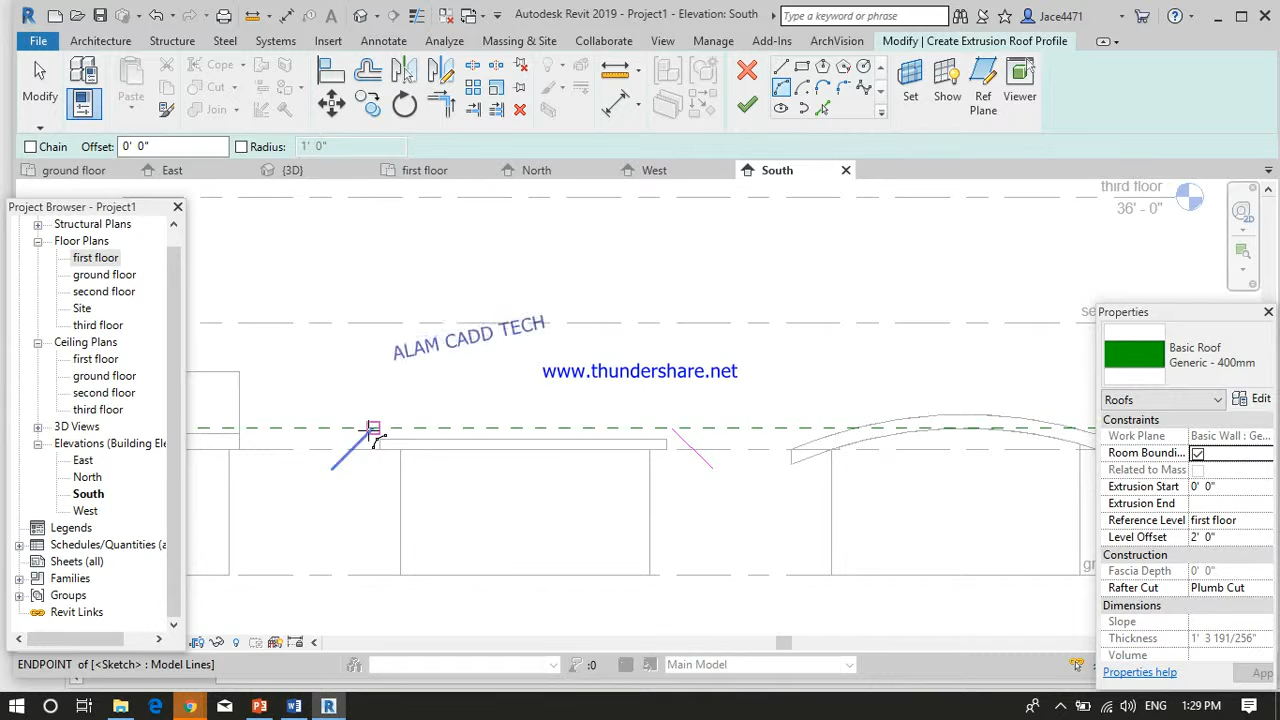 Autodesk Revit 2019 - Project1 - Elevation: South
Type a keyword or phrase
Jace4471
File
Architecture
Structure
Steel
Systems
Insert
Annotate
Analyze
Massing & Site
Collaborate
View
Manage
Add-Ins
ArchVision
Modify | Create Extrusion Roof Profile
Modify
Paste
Cope
Cut
Join
Set
Show
Ref
Plane
Viewer
Chain
Offset:
0' 0"
Radius:
1' 0"
ground floor
East
{3D}
first floor
North
West
South
Project Browser - Project1
Structural Plans
Floor Plans
first floor
ground floor
second floor
Site
third floor
Ceiling Plans
first floor
ground floor
second floor
third floor
3D Views
Elevations (Building Ele
East
North
South
West
Legends
Schedules/Quantities (a
Sheets (all)
Families
Groups
Revit Links
third floor
36' - 0"
se
ALAM CADD TECH
www.thundershare.net
gr
2D
Properties
Basic Roof
Generic - 400mm
Roofs
Edit
Constraints
Work Plane
Basic Wall : Ge...
Room Boundi...
Related to Mass
Extrusion Start
0' 0"
Extrusion End
Reference Level
first floor
Level Offset
2' 0"
Construction
Fascia Depth
0' 0"
Rafter Cut
Plumb Cut
Dimensions
Slope
Thickness
1' 3 191/256"
Volume
Properties help
App
ENDPOINT of [<Sketch> : Model Lines]
:0
Main Model
ENG
1:29 PM